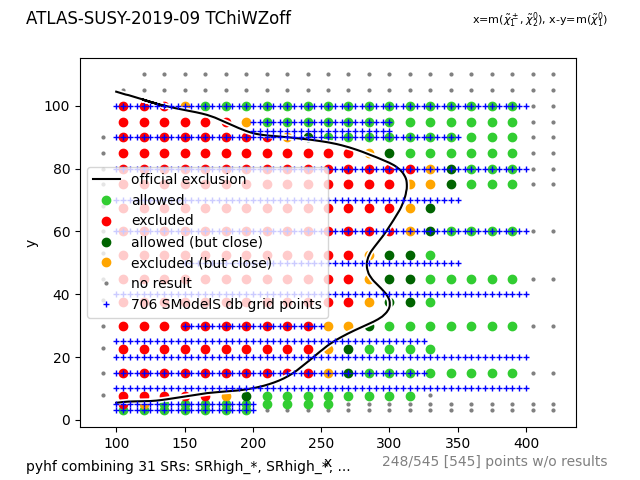 ATLAS-SUSY-2019-09 TChiWZoff
x=m(χ̃₁±, χ̃₂⁰), x-y=m(χ̃₁⁰)
y
100
80
60
40
20
0
official exclusion
allowed
excluded
allowed (but close)
excluded (but close)
no result
706 SModelS db grid points
100 150 200 250 300 350 400
x
pyhf combining 31 SRs: SRhigh_*, SRhigh_*, ...
248/545 [545] points w/o results